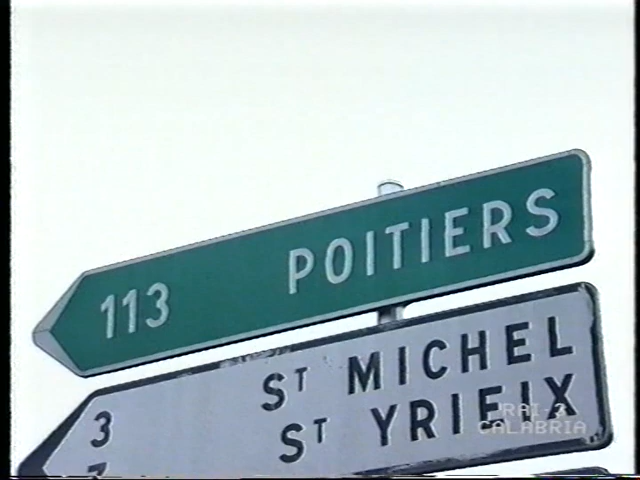 113 POITIERS
3 ST MICHEL
ST YRIEIX
RAI-3
CALABRIA